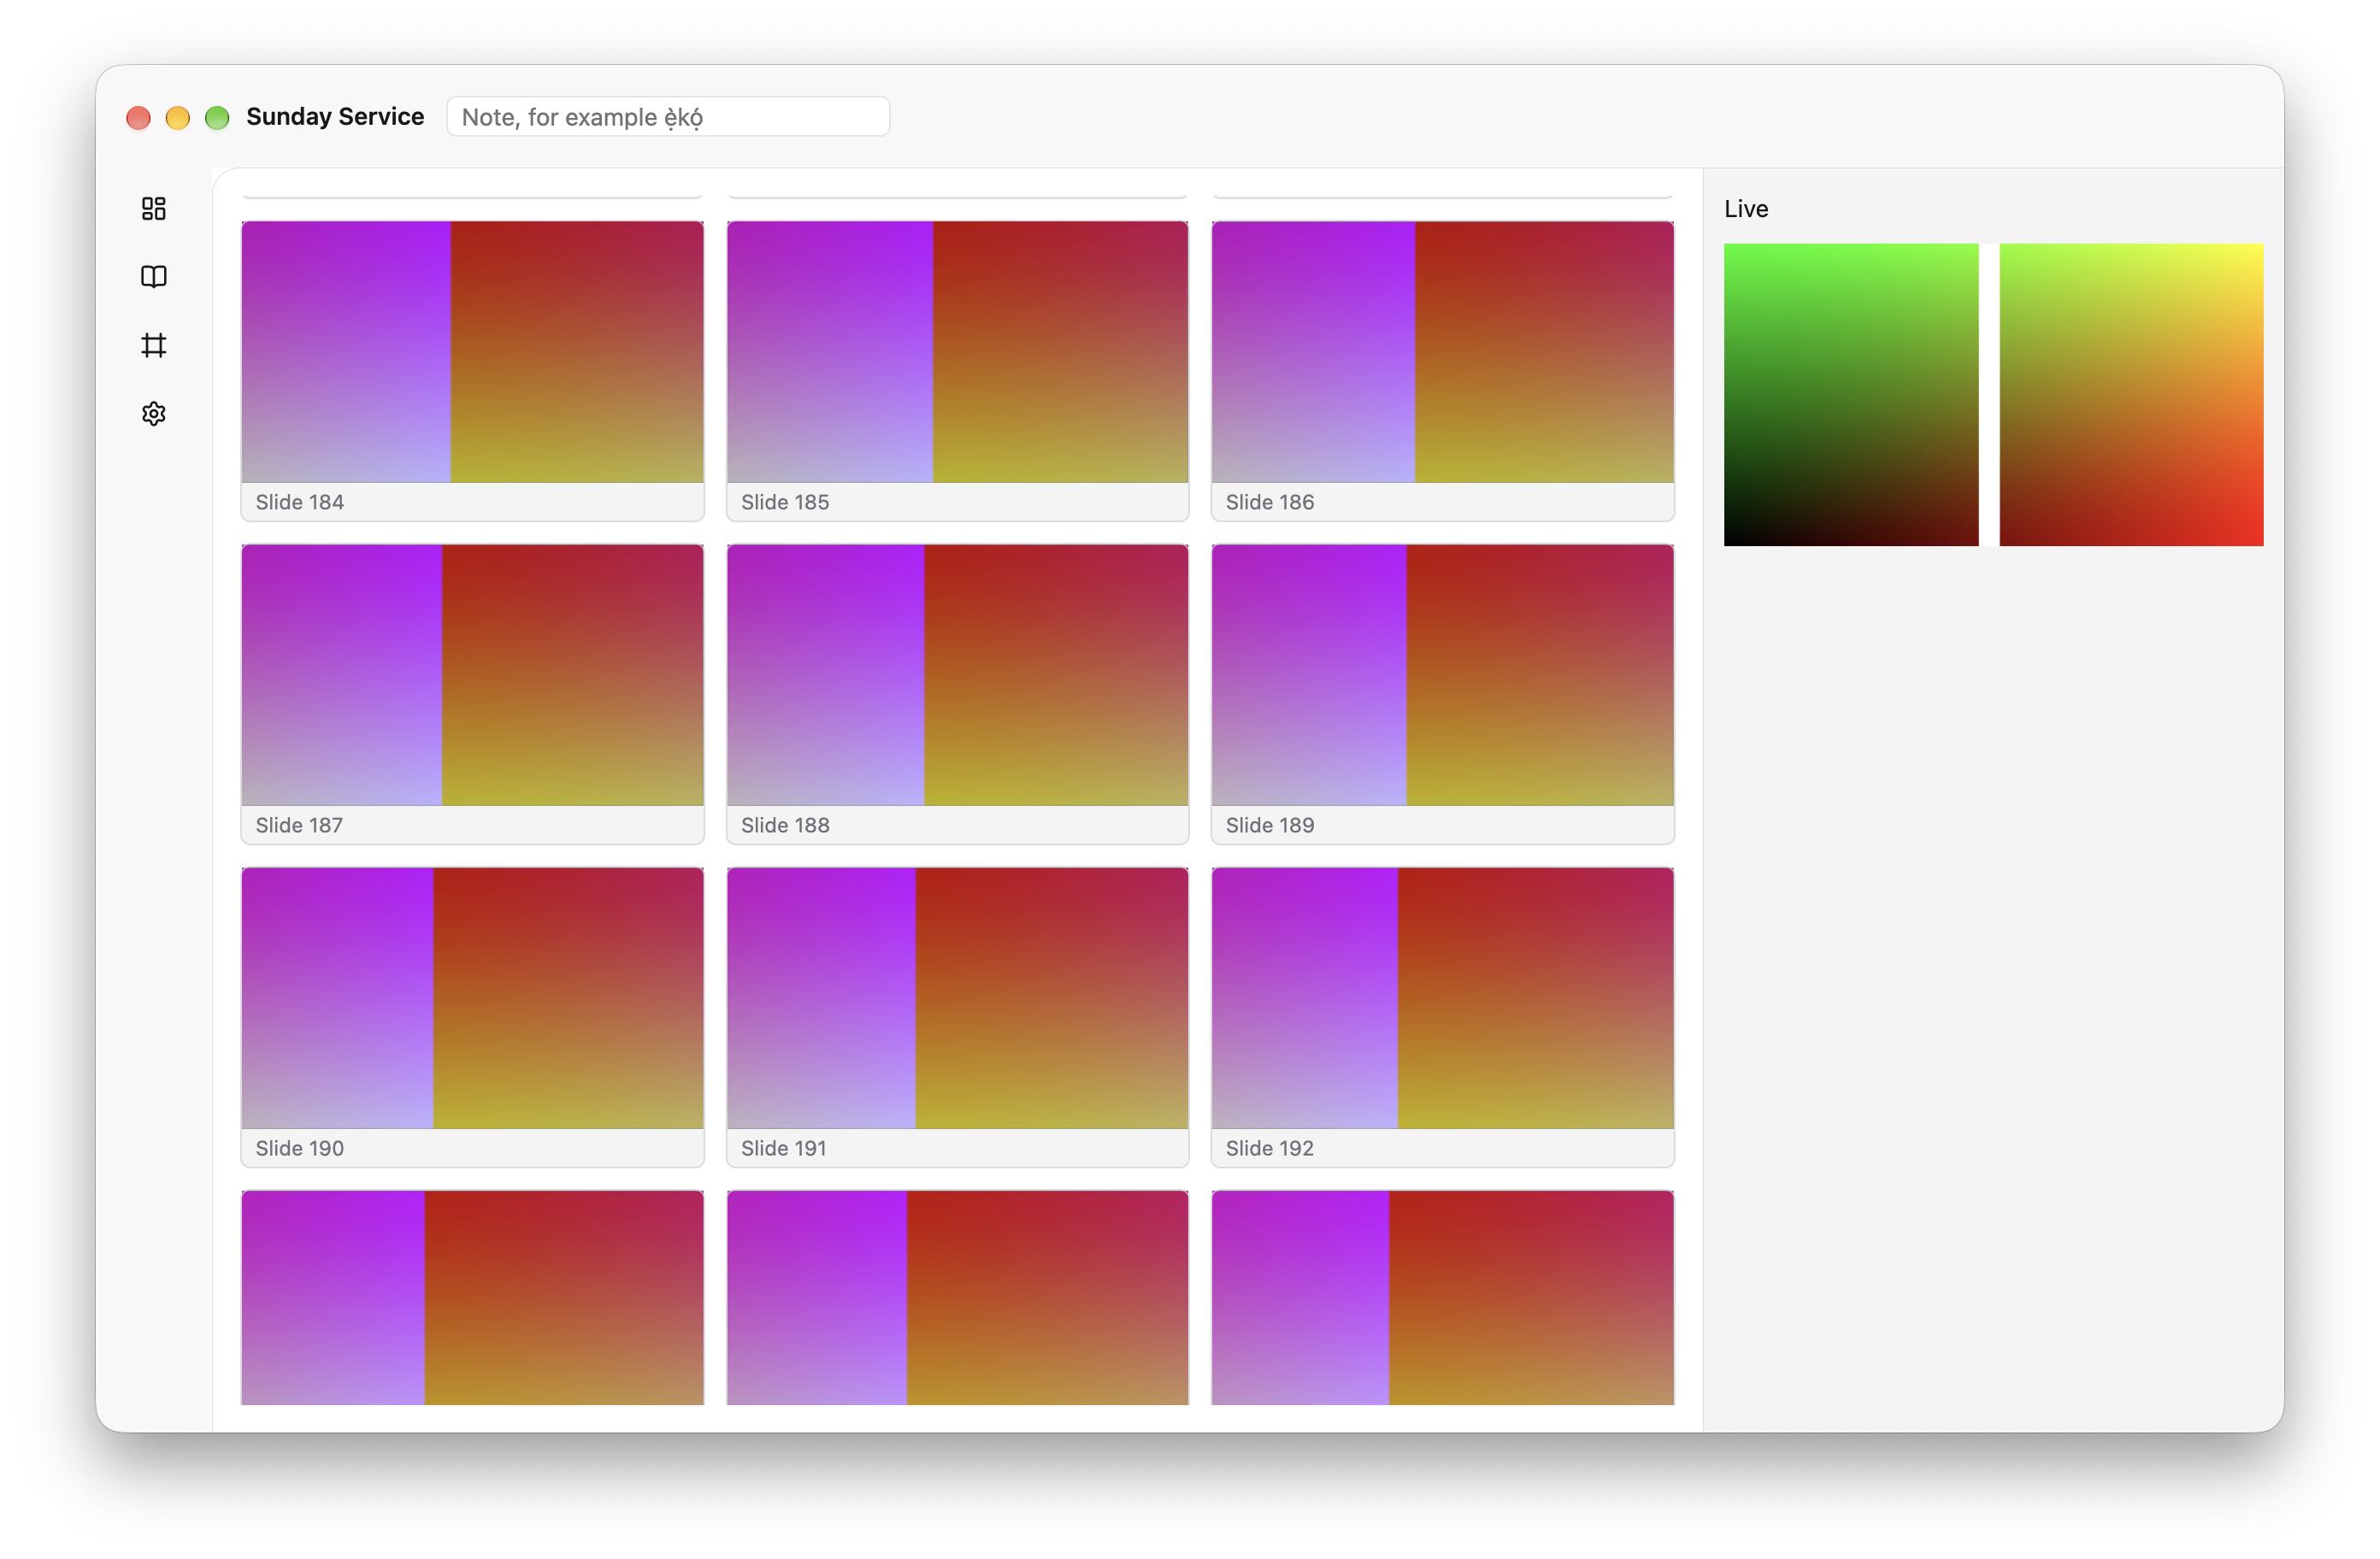 Sunday Service
Note, for example ẹ̀kọ́
Live
Slide 184
Slide 185
Slide 186
Slide 187
Slide 188
Slide 189
Slide 190
Slide 191
Slide 192